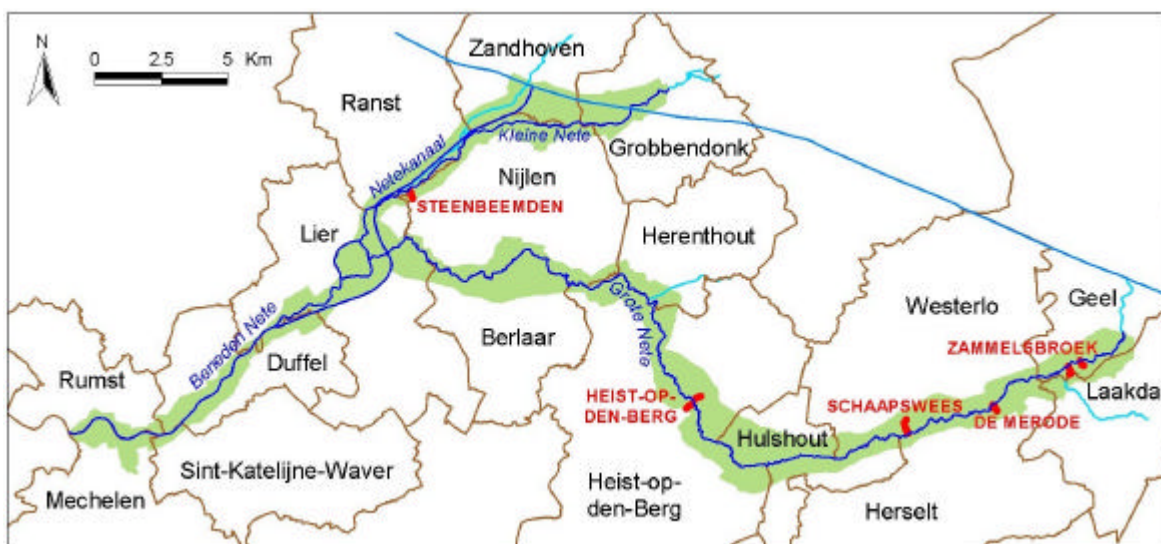 N
0 2.5 5 Km
Zandhoven
Ranst
Kleine Nete
Grobbendonk
Netekanaal
Nijlen
STEENBEEMDEN
Lier
Herenthout
Grote Nete
Westerlo
Geel
Beneden Nete
Berlaar
Duffel
ZAMMELSBROEK
Rumst
Laakda
HEIST-OP-
DEN-BERG
SCHAAPSWEES
DE MERODE
Hulshout
Sint-Katelijne-Waver
Mechelen
Heist-op-
den-Berg
Herselt